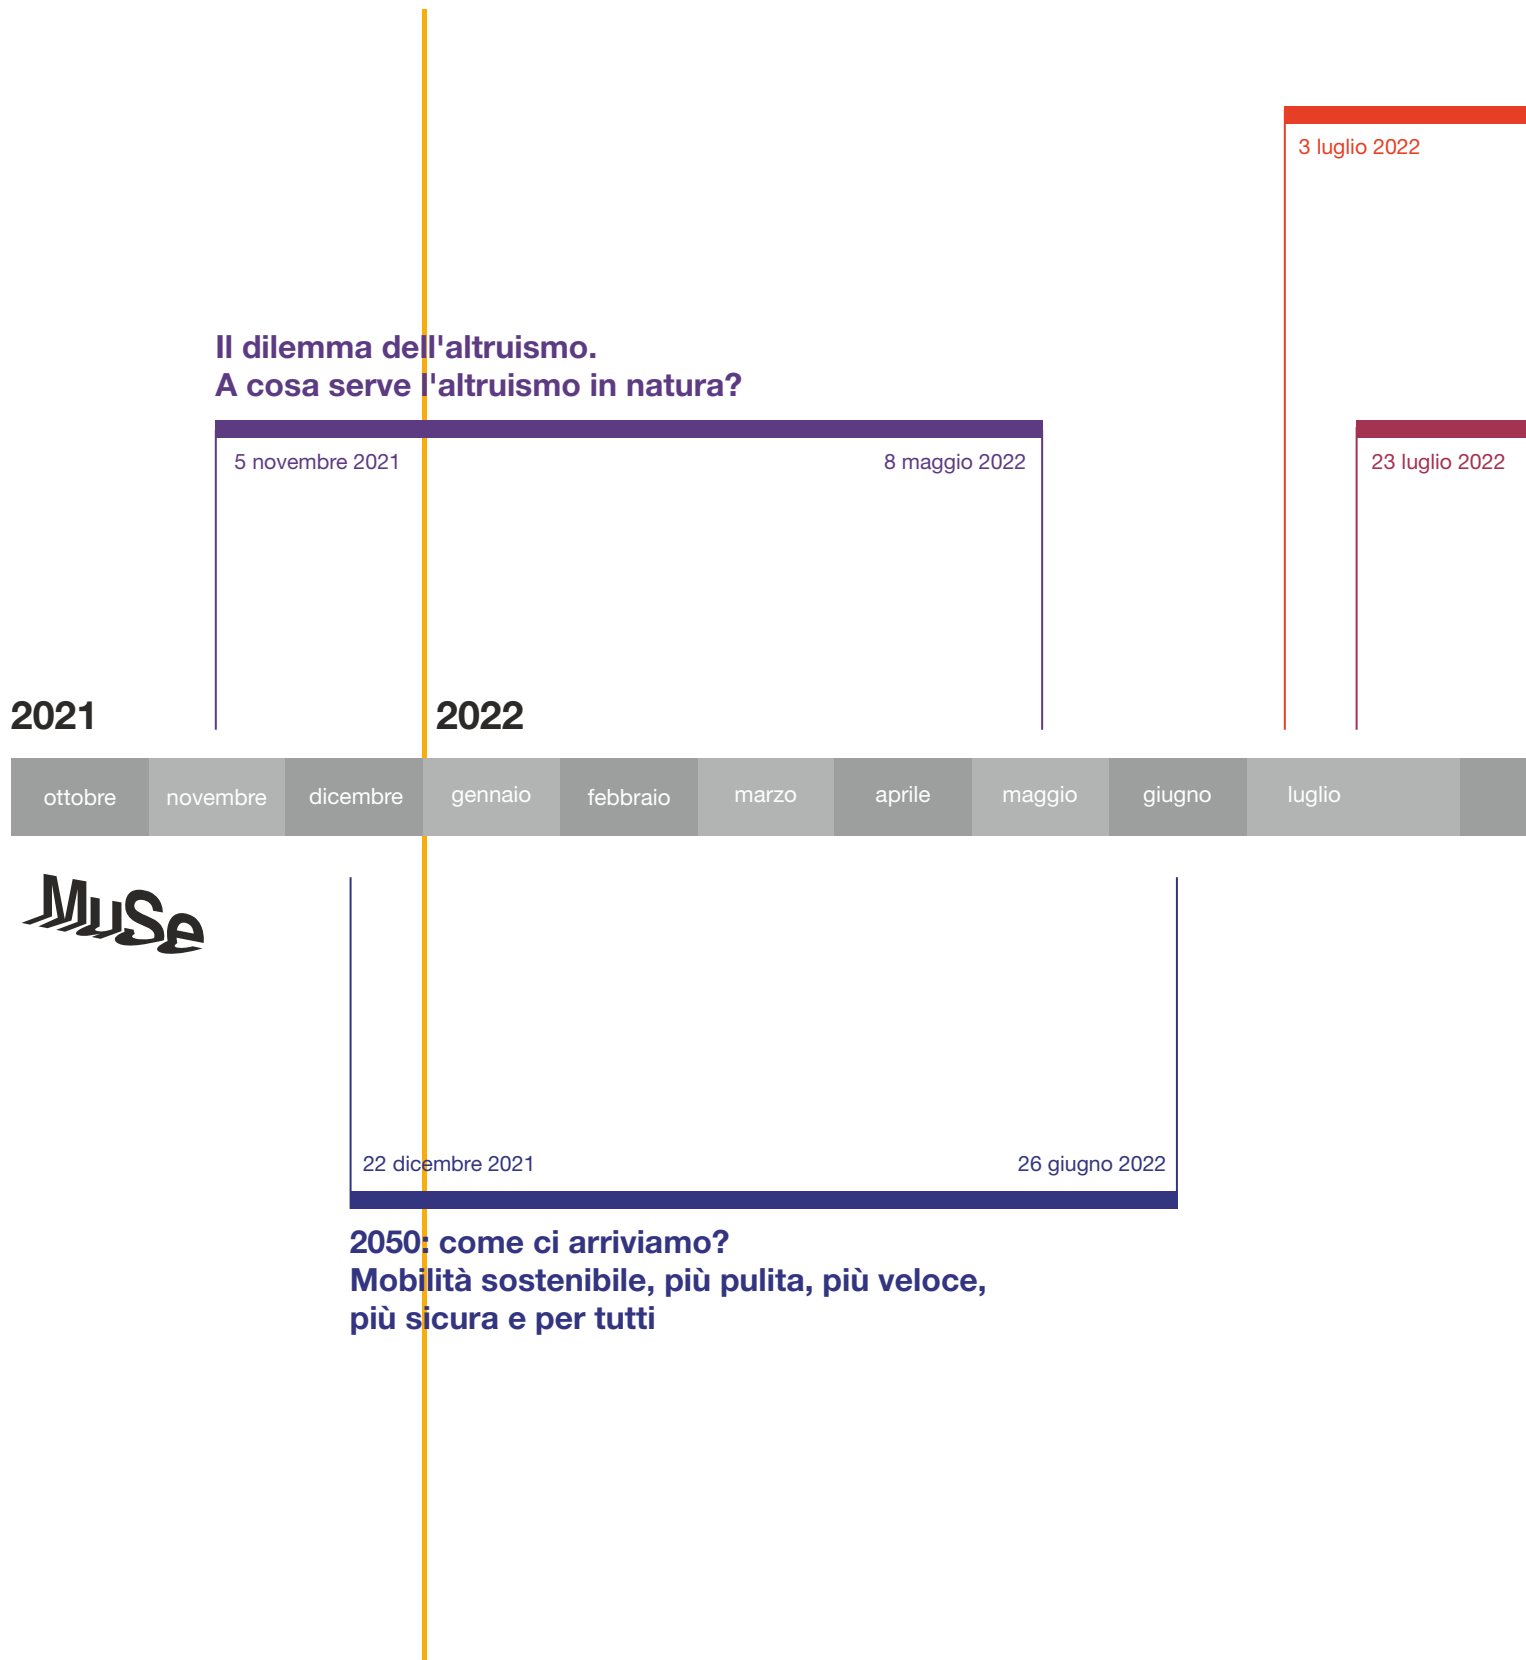 3 luglio 2022
Il dilemma dell'altruismo.
A cosa serve l'altruismo in natura?
5 novembre 2021
8 maggio 2022
23 luglio 2022
2021
2022
ottobre
novembre
dicembre
gennaio
febbraio
marzo
aprile
maggio
giugno
luglio
MuSe
22 dicembre 2021
26 giugno 2022
2050: come ci arriviamo?
Mobilità sostenibile, più pulita, più veloce,
più sicura e per tutti